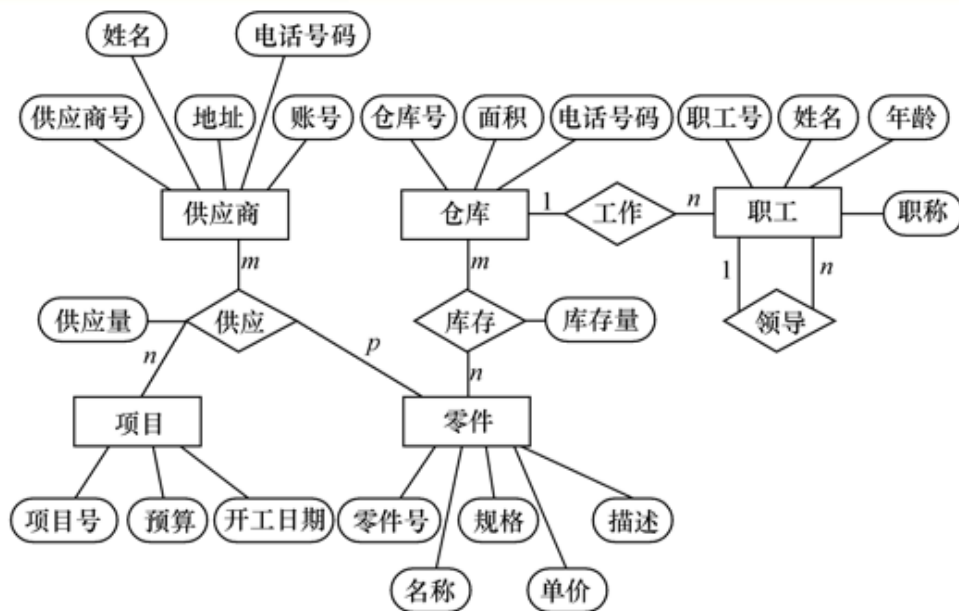 姓名 电话号码
供应商号 地址 账号 仓库号 面积 电话号码 职工号 姓名 年龄
供应商 仓库 1 工作 n 职工 职称
m m 1 n
供应量 供应 库存 库存量 领导
n p n
项目 零件
项目号 预算 开工日期 零件号 规格 描述
名称 单价